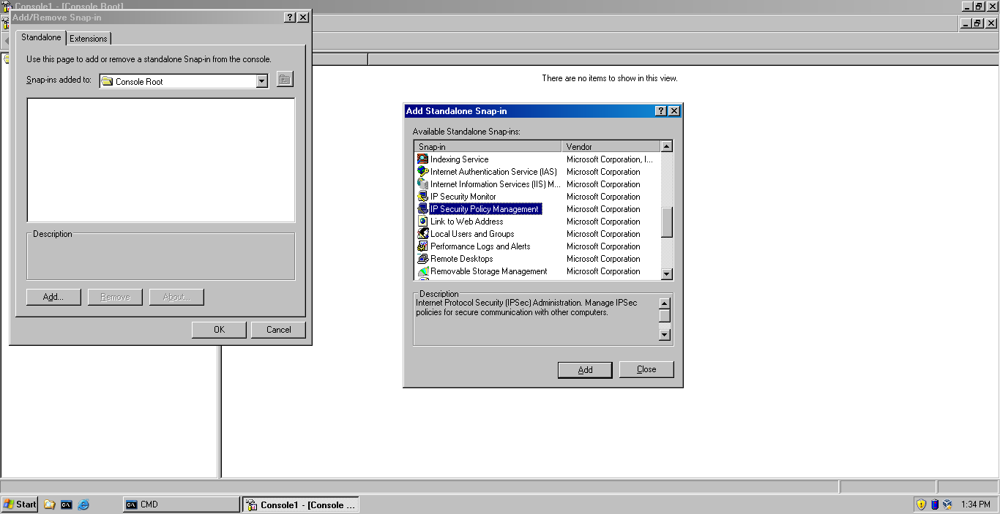 Console1 - [Console Root]
Add/Remove Snap-in
Standalone
Extensions
Use this page to add or remove a standalone Snap-in from the console.
Snap-ins added to:
Console Root
Description
Add...
Remove
About...
OK
Cancel
There are no items to show in this view.
Add Standalone Snap-in
Available Standalone Snap-ins:
Snap-in Vendor
Indexing Service Microsoft Corporation, I...
Internet Authentication Service (IAS) Microsoft Corporation
Internet Information Services (IIS) M... Microsoft Corporation
IP Security Monitor Microsoft Corporation
IP Security Policy Management Microsoft Corporation
Link to Web Address Microsoft Corporation
Local Users and Groups Microsoft Corporation
Performance Logs and Alerts Microsoft Corporation
Remote Desktops Microsoft Corporation
Removable Storage Management Microsoft Corporation
Description
Internet Protocol Security (IPSec) Administration. Manage IPSec
policies for secure communication with other computers.
Add
Close
Start
CMD
Console1 - [Console ...
1:34 PM